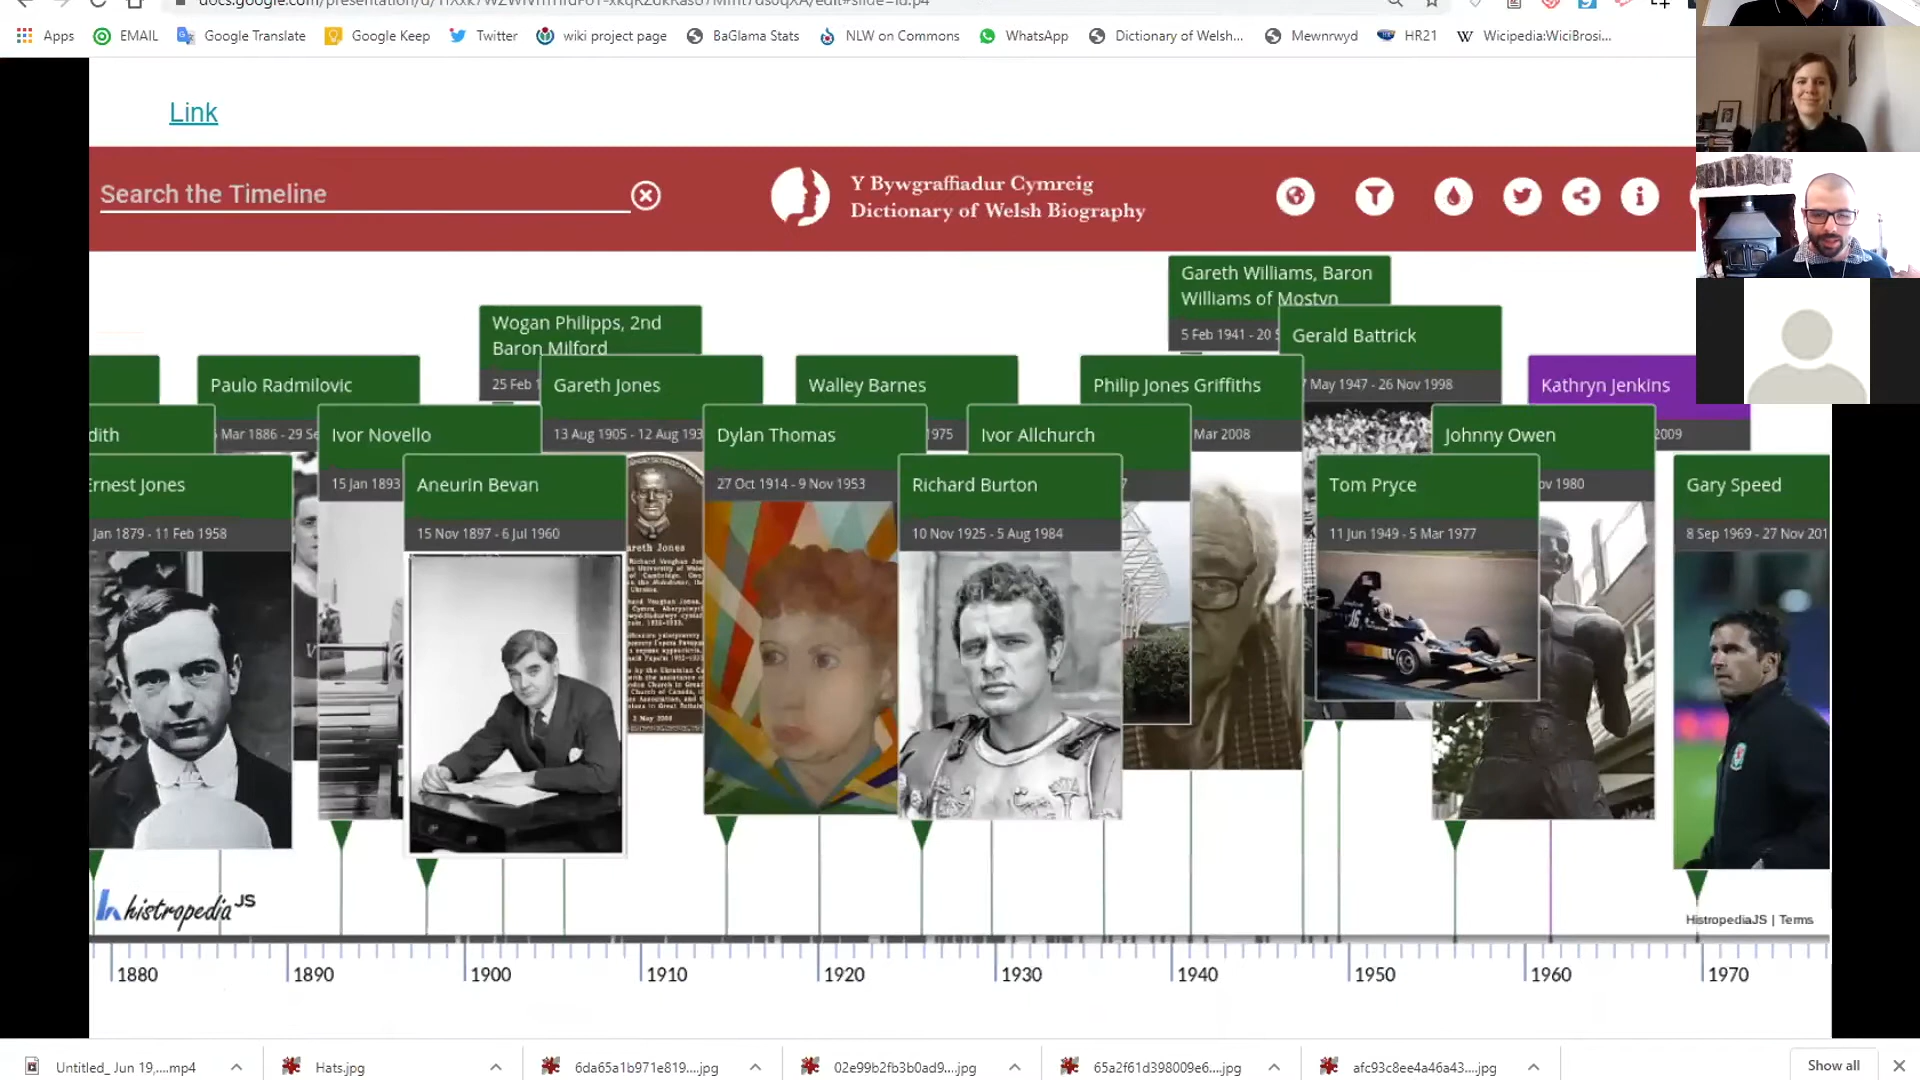 Apps
EMAIL
Google Translate
Google Keep
Twitter
wiki project page
BaGlama Stats
NLW on Commons
WhatsApp
Dictionary of Welsh...
Mewnrwyd
HR21
Wicipedia:WiciBrosi...
Link
Search the Timeline
Y Bywgraffiadur Cymreig
Dictionary of Welsh Biography
Gareth Williams, Baron
Williams of Mostyn
5 Feb 1941 - 20
Wogan Philipps, 2nd
Baron Milford
25 Feb
Gerald Battrick
May 1947 - 26 Nov 1998
Paulo Radmilovic
Mar 1886 - 29 Se
Gareth Jones
13 Aug 1905 - 12 Aug 193
Walley Barnes
1975
Philip Jones Griffiths
Mar 2008
Kathryn Jenkins
2009
dith
Ivor Novello
15 Jan 1893
Dylan Thomas
27 Oct 1914 - 9 Nov 1953
Ivor Allchurch
Johnny Owen
ov 1980
Ernest Jones
Jan 1879 - 11 Feb 1958
Aneurin Bevan
15 Nov 1897 - 6 Jul 1960
Richard Burton
10 Nov 1925 - 5 Aug 1984
Tom Pryce
11 Jun 1949 - 5 Mar 1977
Gary Speed
8 Sep 1969 - 27 Nov 201
areth Jones
histropedia JS
HistropediaJS | Terms
1880
1890
1900
1910
1920
1930
1940
1950
1960
1970
Untitled_ Jun 19,....mp4
Hats.jpg
6da65a1b971e819....jpg
02e99b2fb3b0ad9....jpg
65a2f61d398009e6....jpg
afc93c8ee4a46a43....jpg
Show all